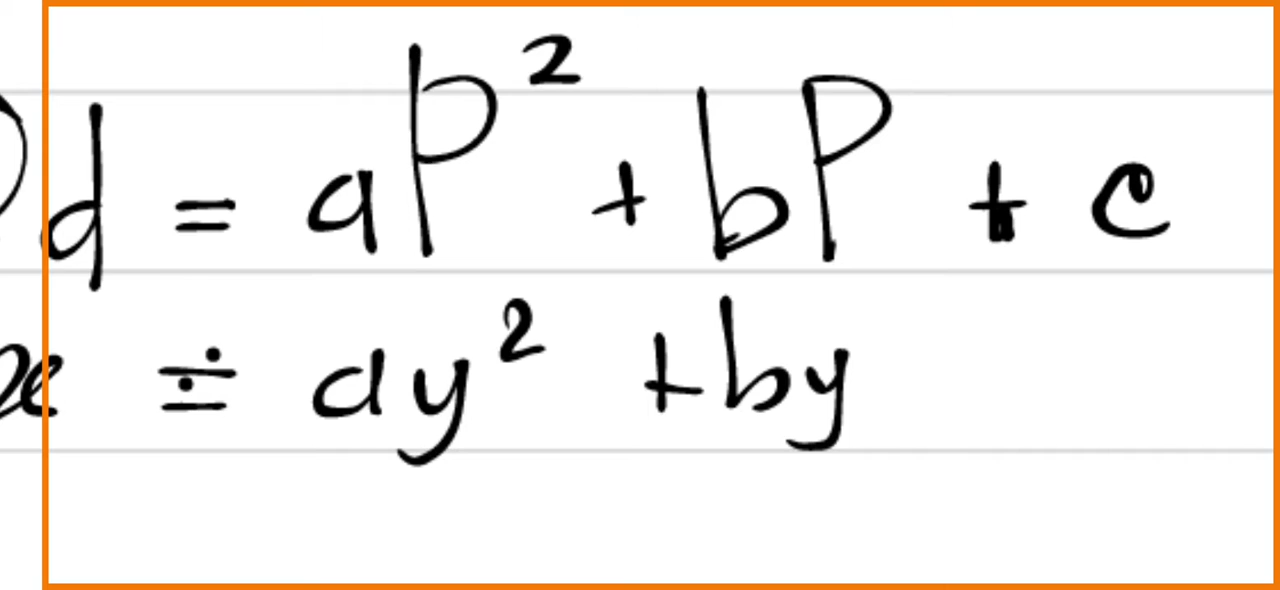 d = aP² + bP + c
x ≓ ay² + by